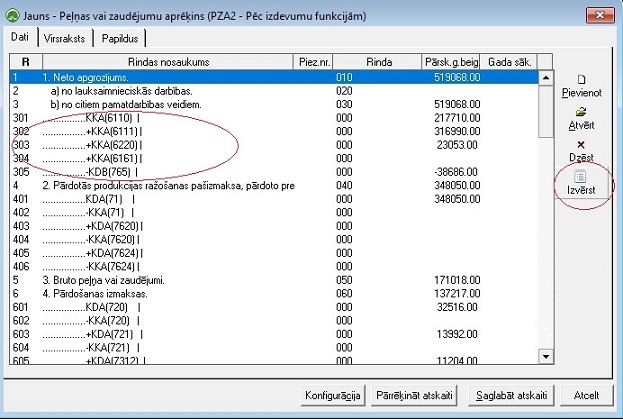 Jauns - Peļņas vai zaudējumu aprēķins (PZA2 - Pēc izdevumu funkcijām)
Dati Virsraksts Papildus
R Rindas nosaukums Piez.nr. Rinda Pārsk.g.beig Gada sāk.
1 1. Neto apgrozījums. 010 519068.00
2 a) no lauksaimnieciskās darbības. 020
3 b) no citiem pamatdarbības veidiem. 030 519068.00
301 ................KKA(6110) | 000 217710.00
302 ................+KKA(6111) | 000 316990.00
303 ................+KKA(6220) | 000 23053.00
304 ................+KKA(6161) | 000
305 ................-KDB(765) | 000 -38686.00
4 2. Pārdotās produkcijas ražošanas pašizmaksa, pārdoto pre 040 348050.00
401 ................KDA(71) | 000 348050.00
402 ................-KKA(71) | 000
403 ................+KDA(7620) | 000
404 ................-KKA(7620) | 000
405 ................+KDA(7624) | 000
406 ................-KKA(7624) | 000
5 3. Bruto peļņa vai zaudējumi. 050 171018.00
6 4. Pārdošanas izmaksas. 060 137217.00
601 ................KDA(720) | 000 32516.00
602 ................-KKA(720) | 000
603 ................+KDA(721) | 000 13992.00
604 ................-KKA(721) | 000
605 ................+KDA(7312) | 000 11204.00
Pievienot
Atvērt
Dzēst
Izvērst
Konfigurācija Pārrēķināt atskaiti Saglabāt atskaiti Atcelt